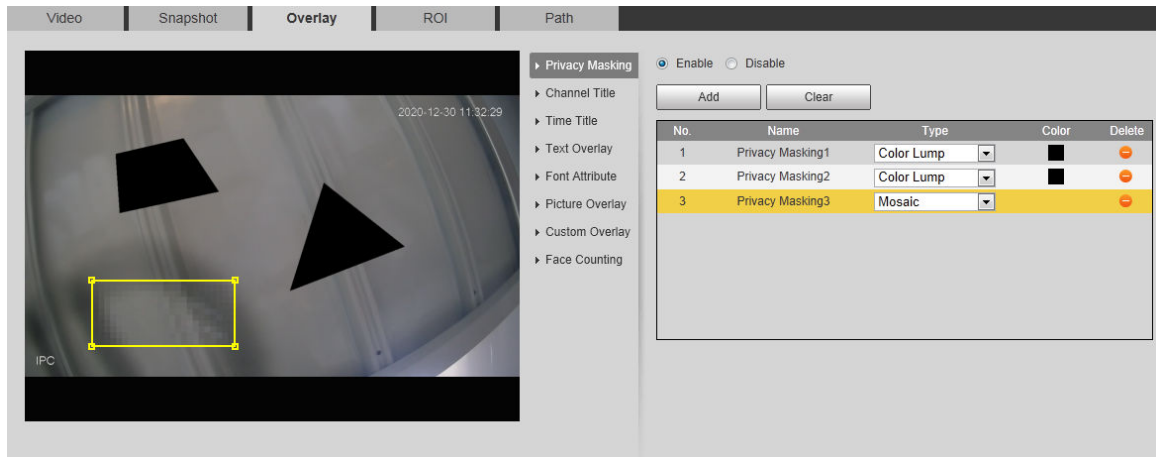 Video Snapshot Overlay ROI Path
2020-12-30 11:32:29
IPC
Privacy Masking
Channel Title
Time Title
Text Overlay
Font Attribute
Picture Overlay
Custom Overlay
Face Counting
Enable Disable
Add Clear
No. Name Type Color Delete
1 Privacy Masking1 Color Lump
2 Privacy Masking2 Color Lump
3 Privacy Masking3 Mosaic